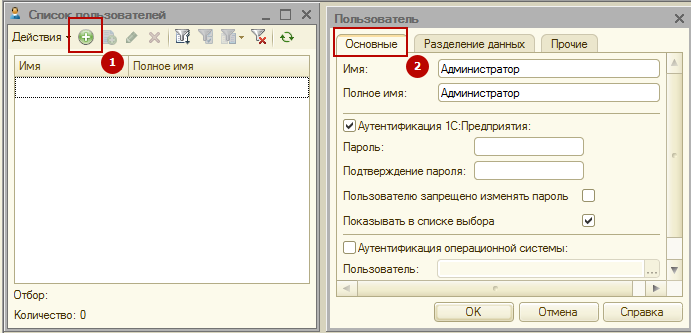 Список пользователей
Действия
1
Имя
Полное имя
Отбор:
Количество: 0
Пользователь
Основные
Разделение данных
Прочие
2
Имя:
Администратор
Полное имя:
Администратор
Аутентификация 1С:Предприятия:
Пароль:
Подтверждение пароля:
Пользователю запрещено изменять пароль
Показывать в списке выбора
Аутентификация операционной системы:
Пользователь:
...
OK
Отмена
Справка